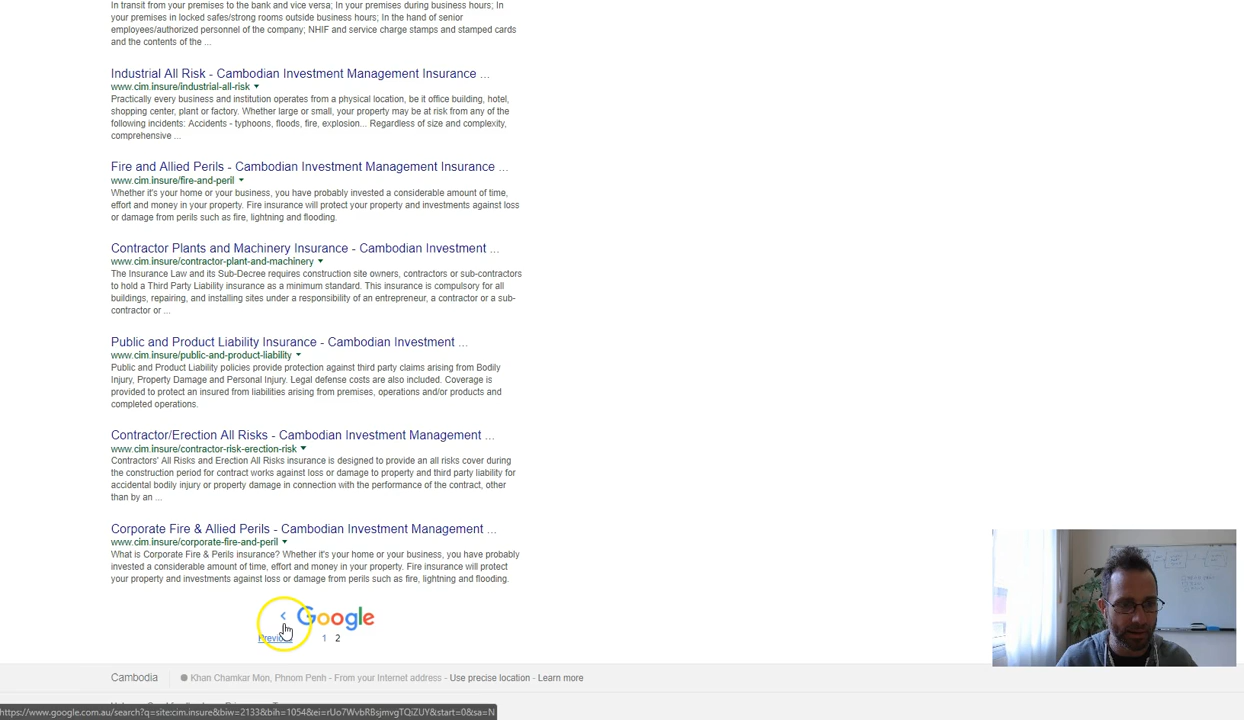 In transit from your premises to the bank and vice versa; In your premises during business hours; In
your premises in locked safes/strong rooms outside business hours; In the hand of senior
employees/authorized personnel of the company; NHIF and service charge stamps and stamped cards
and the contents of the ...
Industrial All Risk - Cambodian Investment Management Insurance ...
www.cim.insure/industrial-all-risk
Practically every business and institution operates from a physical location, be it office building, hotel,
shopping center, plant or factory. Whether large or small, your property may be at risk from any of the
following incidents: Accidents - typhoons, floods, fire, explosion... Regardless of size and complexity,
comprehensive ...
Fire and Allied Perils - Cambodian Investment Management Insurance ...
www.cim.insure/fire-and-peril
Whether it's your home or your business, you have probably invested a considerable amount of time,
effort and money in your property. Fire insurance will protect your property and investments against loss
or damage from perils such as fire, lightning and flooding.
Contractor Plants and Machinery Insurance - Cambodian Investment ...
www.cim.insure/contractor-plant-and-machinery
The Insurance Law and its Sub-Decree requires construction site owners, contractors or sub-contractors
to hold a Third Party Liability insurance as a minimum standard. This insurance is compulsory for all
buildings, repairing, and installing sites under a responsibility of an entrepreneur, a contractor or a sub-
contractor or ...
Public and Product Liability Insurance - Cambodian Investment ...
www.cim.insure/public-and-product-liability
Public and Product Liability policies provide protection against third party claims arising from Bodily
Injury, Property Damage and Personal Injury. Legal defense costs are also included. Coverage is
provided to protect an insured from liabilities arising from premises, operations and/or products and
completed operations.
Contractor/Erection All Risks - Cambodian Investment Management ...
www.cim.insure/contractor-risk-erection-risk
Contractors' All Risks and Erection All Risks insurance is designed to provide an all risks cover during
the construction period for contract works against loss or damage to property and third party liability for
accidental bodily injury or property damage in connection with the performance of the contract, other
than by an ...
Corporate Fire & Allied Perils - Cambodian Investment Management ...
www.cim.insure/corporate-fire-and-peril
What is Corporate Fire & Perils insurance? Whether it's your home or your business, you have probably
invested a considerable amount of time, effort and money in your property. Fire insurance will protect
your property and investments against loss or damage from perils such as fire, lightning and flooding.
Google
Previous 1 2
Cambodia Khan Chamkar Mon, Phnom Penh - From your Internet address - Use precise location - Learn more
https://www.google.com.au/search?q=site:cim.insure&biw=2133&bih=1054&ei=rUo7WvbRBsjmvgTQiZUY&start=0&sa=N